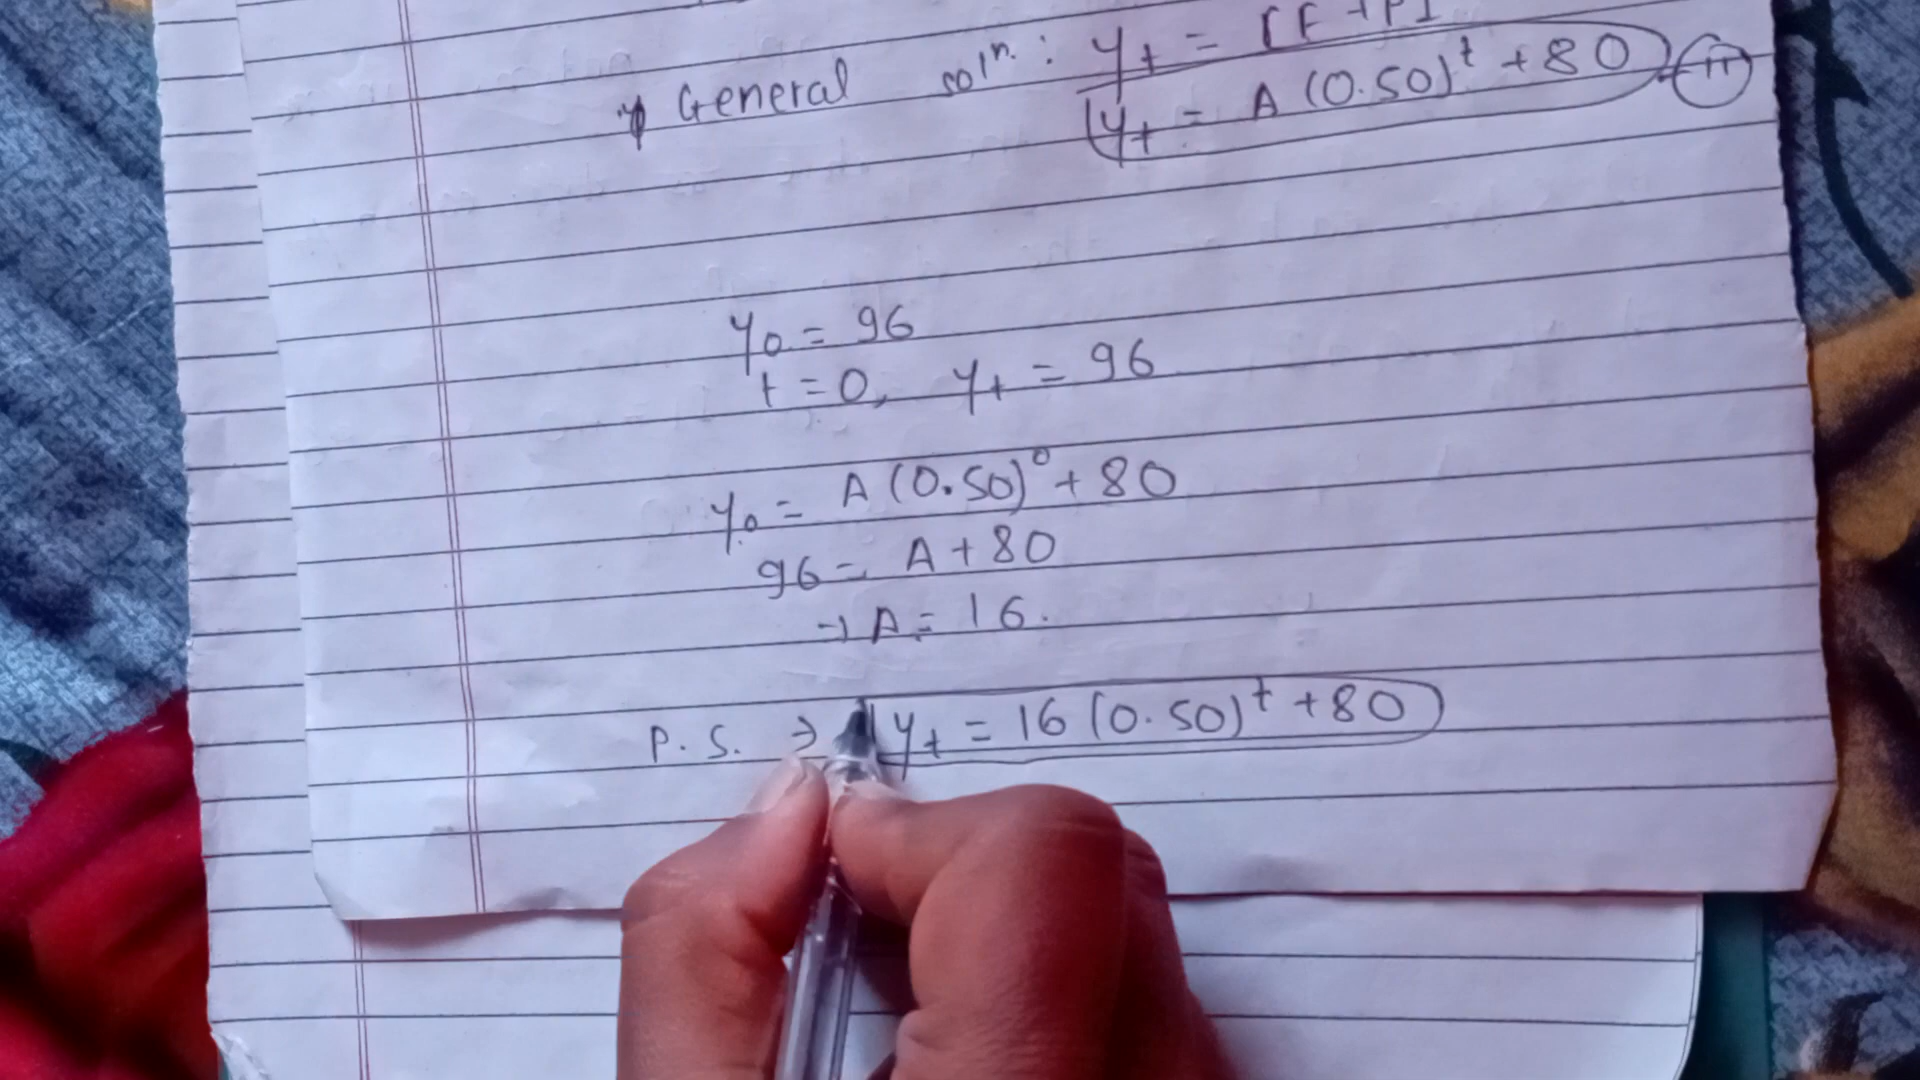 General solⁿ. : yₜ = [F + P]
yₜ = A (0.50)ᵗ + 80 — (II)
y₀ = 96
t = 0, yₜ = 96
y₀ = A (0.50)⁰ + 80
96 = A + 80
→ A = 16.
P. S. → yₜ = 16 (0.50)ᵗ + 80